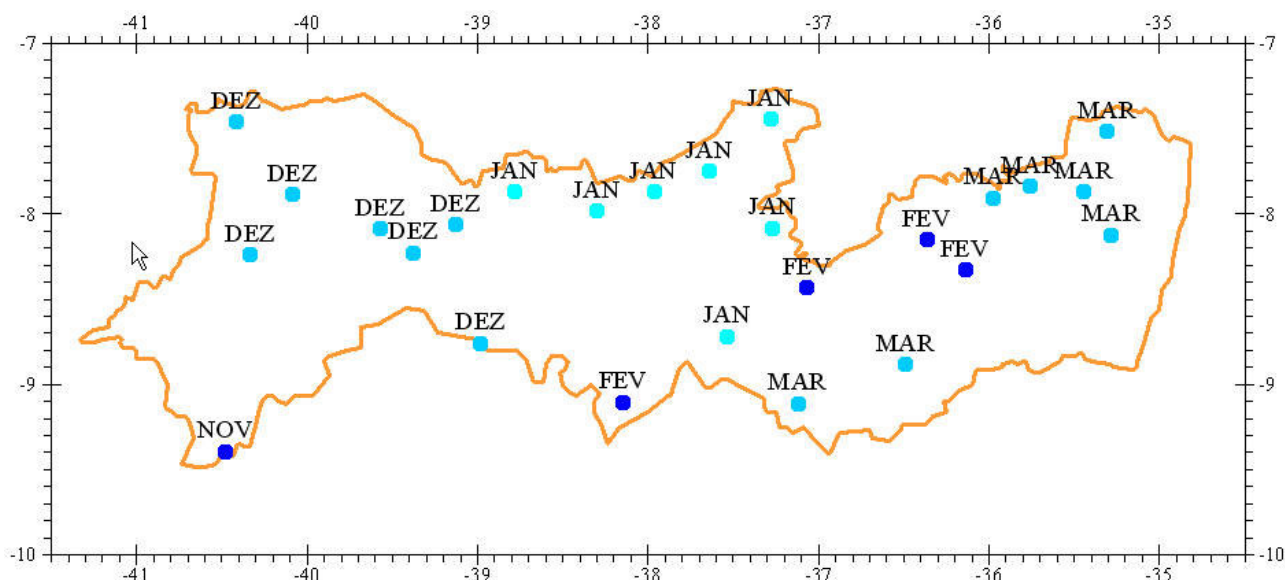 -41 -40 -39 -38 -37 -36 -35
-7 -7
DEZ JAN MAR
DEZ JAN JAN JAN JAN MAR MAR MAR
-8 DEZ DEZ DEZ DEZ JAN FEV MAR -8
FEV FEV
DEZ JAN MAR
-9 FEV MAR -9
NOV
-10 -10
-41 -40 -39 -38 -37 -36 -35